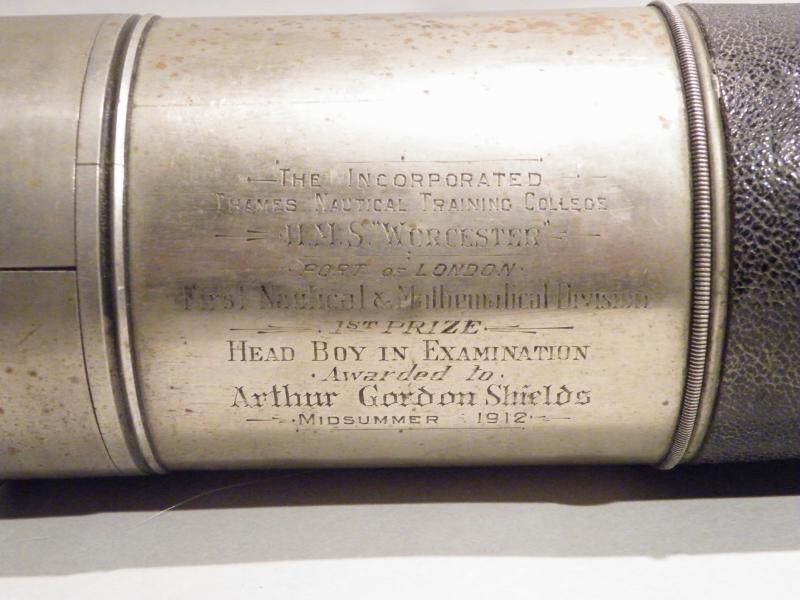 THE INCORPORATED
THAMES NAUTICAL TRAINING COLLEGE
H.M.S. "WORCESTER"
PORT OF LONDON
First Nautical & Mathematical Division
1ST PRIZE
HEAD BOY IN EXAMINATION
Awarded to
Arthur Gordon Shields
MIDSUMMER 1912